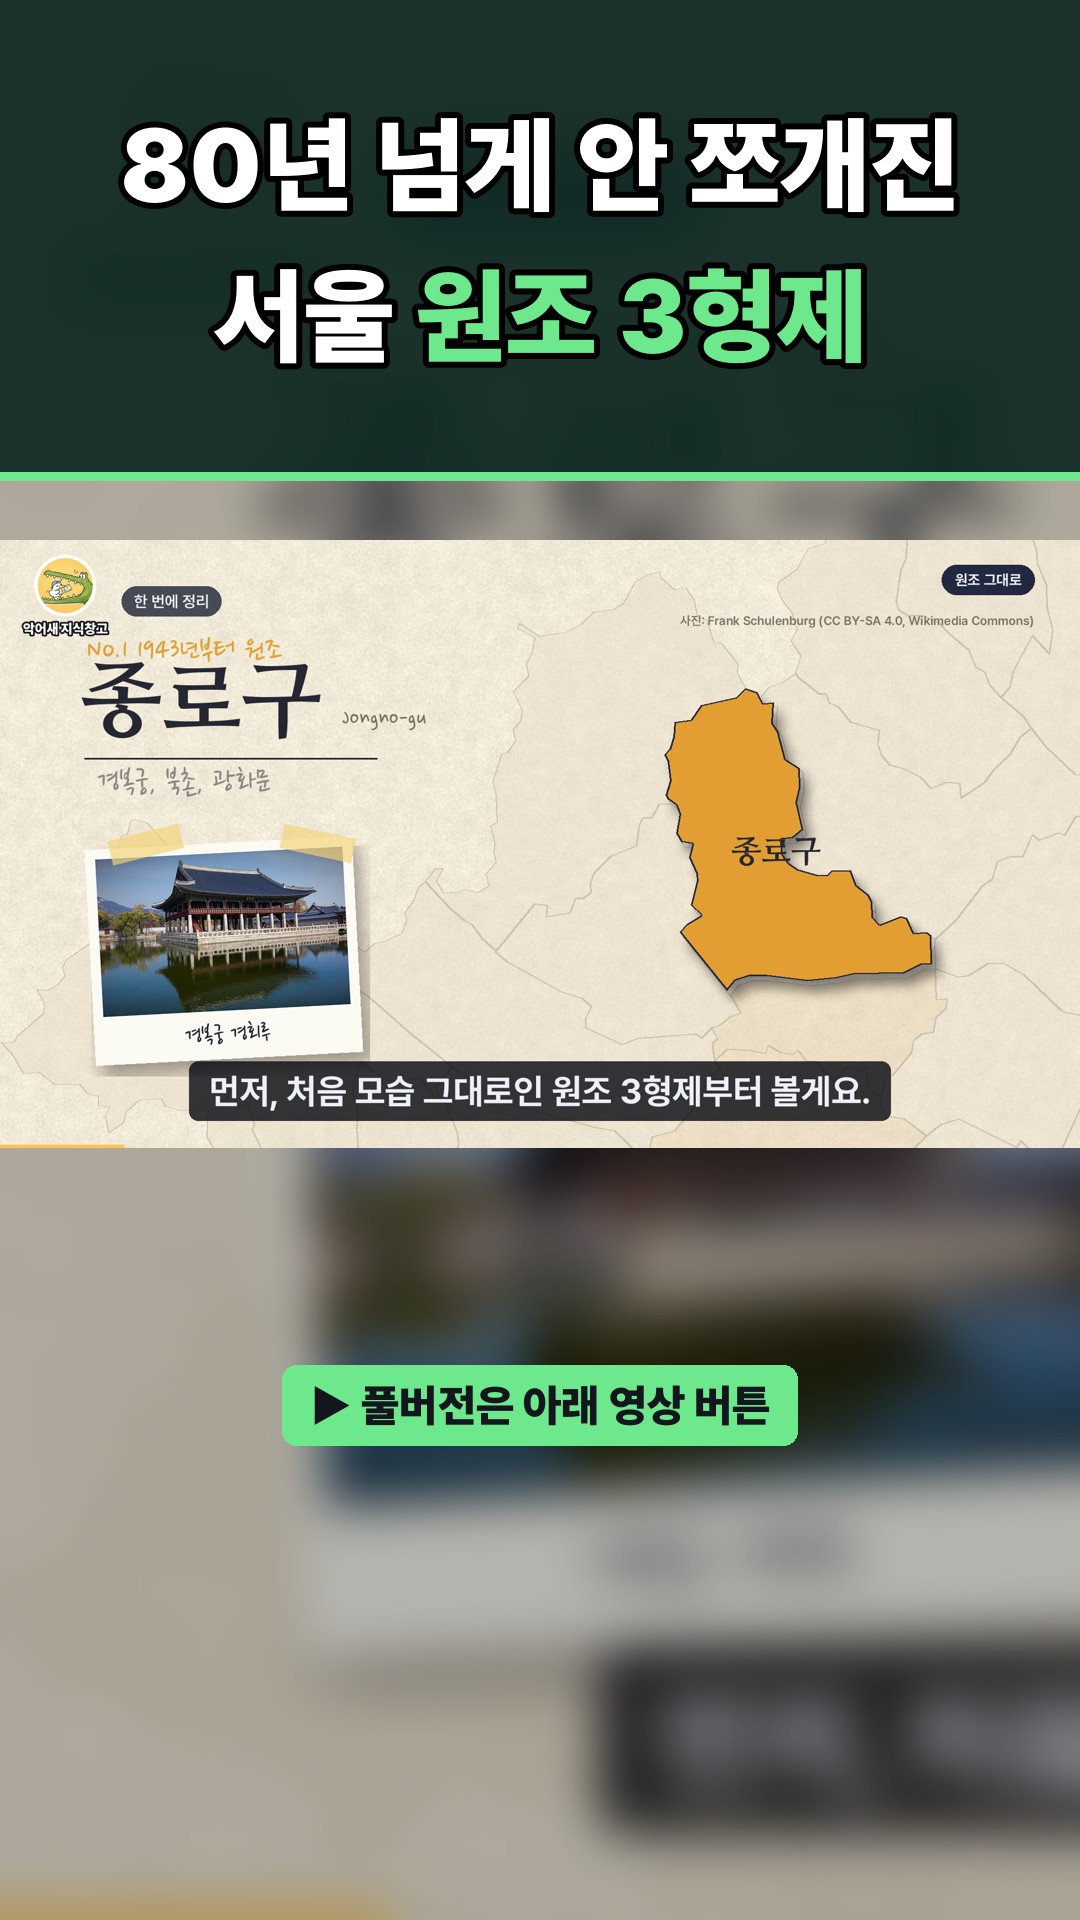 80년 넘게 안 쪼개진
서울 원조 3형제
악어새 지식창고
한 번에 정리
원조 그대로
사진: Frank Schulenburg (CC BY-SA 4.0, Wikimedia Commons)
No.1 1943년부터 원조
종로구 Jongno-gu
경복궁, 북촌, 광화문
종로구
경복궁 경회루
먼저, 처음 모습 그대로인 원조 3형제부터 볼게요.
▶ 풀버전은 아래 영상 버튼